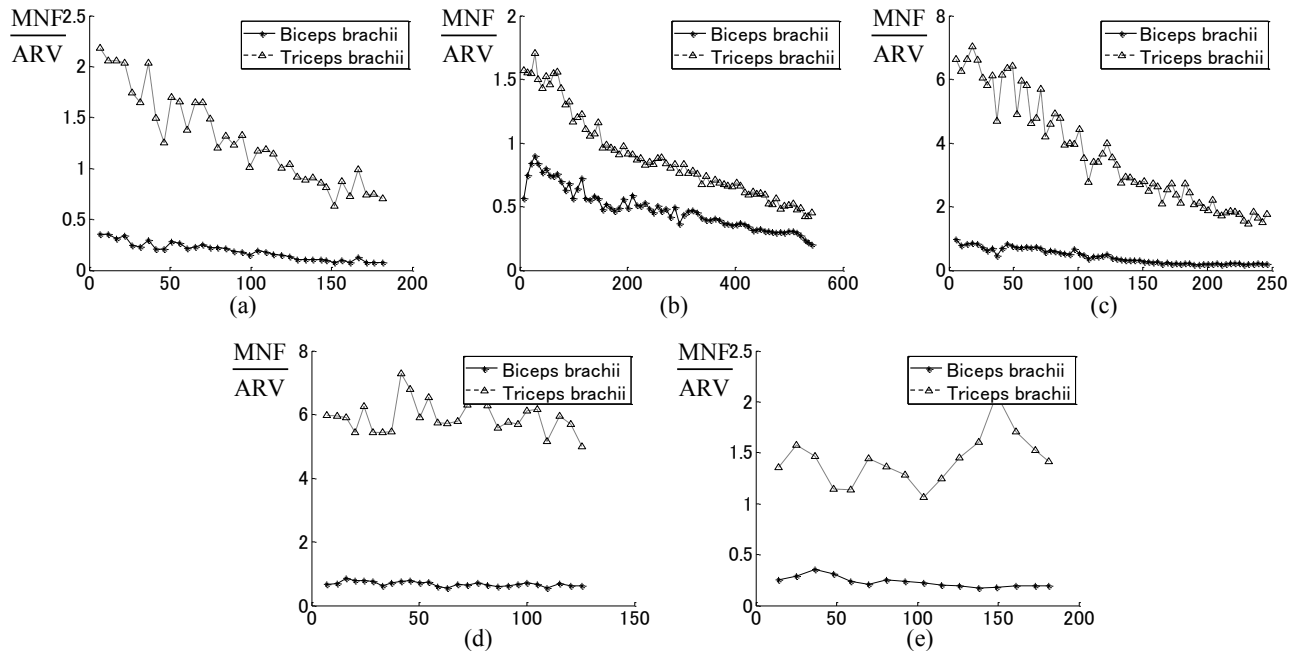 MNF
ARV
2.5
2
1.5
1
0.5
0
0 50 100 150 200
Biceps brachii
Triceps brachii
(a)
MNF
ARV
2
1.5
1
0.5
0
0 200 400 600
Biceps brachii
Triceps brachii
(b)
MNF
ARV
8
6
4
2
0
0 50 100 150 200 250
Biceps brachii
Triceps brachii
(c)
MNF
ARV
8
6
4
2
0
0 50 100 150
Biceps brachii
Triceps brachii
(d)
MNF
ARV
2.5
2
1.5
1
0.5
0
0 50 100 150 200
Biceps brachii
Triceps brachii
(e)